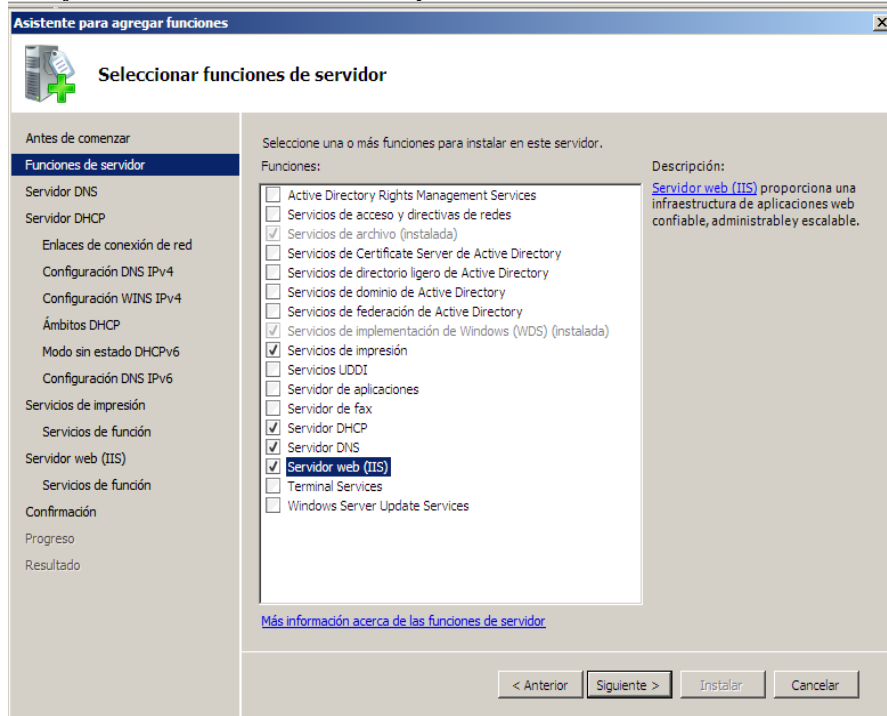 Asistente para agregar funciones
Seleccionar funciones de servidor
Antes de comenzar
Funciones de servidor
Servidor DNS
Servidor DHCP
Enlaces de conexión de red
Configuración DNS IPv4
Configuración WINS IPv4
Ámbitos DHCP
Modo sin estado DHCPv6
Configuración DNS IPv6
Servicios de impresión
Servicios de función
Servidor web (IIS)
Servicios de función
Confirmación
Progreso
Resultado
Seleccione una o más funciones para instalar en este servidor.
Funciones:
Active Directory Rights Management Services
Servicios de acceso y directivas de redes
Servicios de archivo (instalada)
Servicios de Certificate Server de Active Directory
Servicios de directorio ligero de Active Directory
Servicios de dominio de Active Directory
Servicios de federación de Active Directory
Servicios de implementación de Windows (WDS) (instalada)
Servicios de impresión
Servicios UDDI
Servidor de aplicaciones
Servidor de fax
Servidor DHCP
Servidor DNS
Servidor web (IIS)
Terminal Services
Windows Server Update Services
Más información acerca de las funciones de servidor
Descripción:
Servidor web (IIS) proporciona una
infraestructura de aplicaciones web
confiable, administrable y escalable.
< Anterior
Siguiente >
Instalar
Cancelar